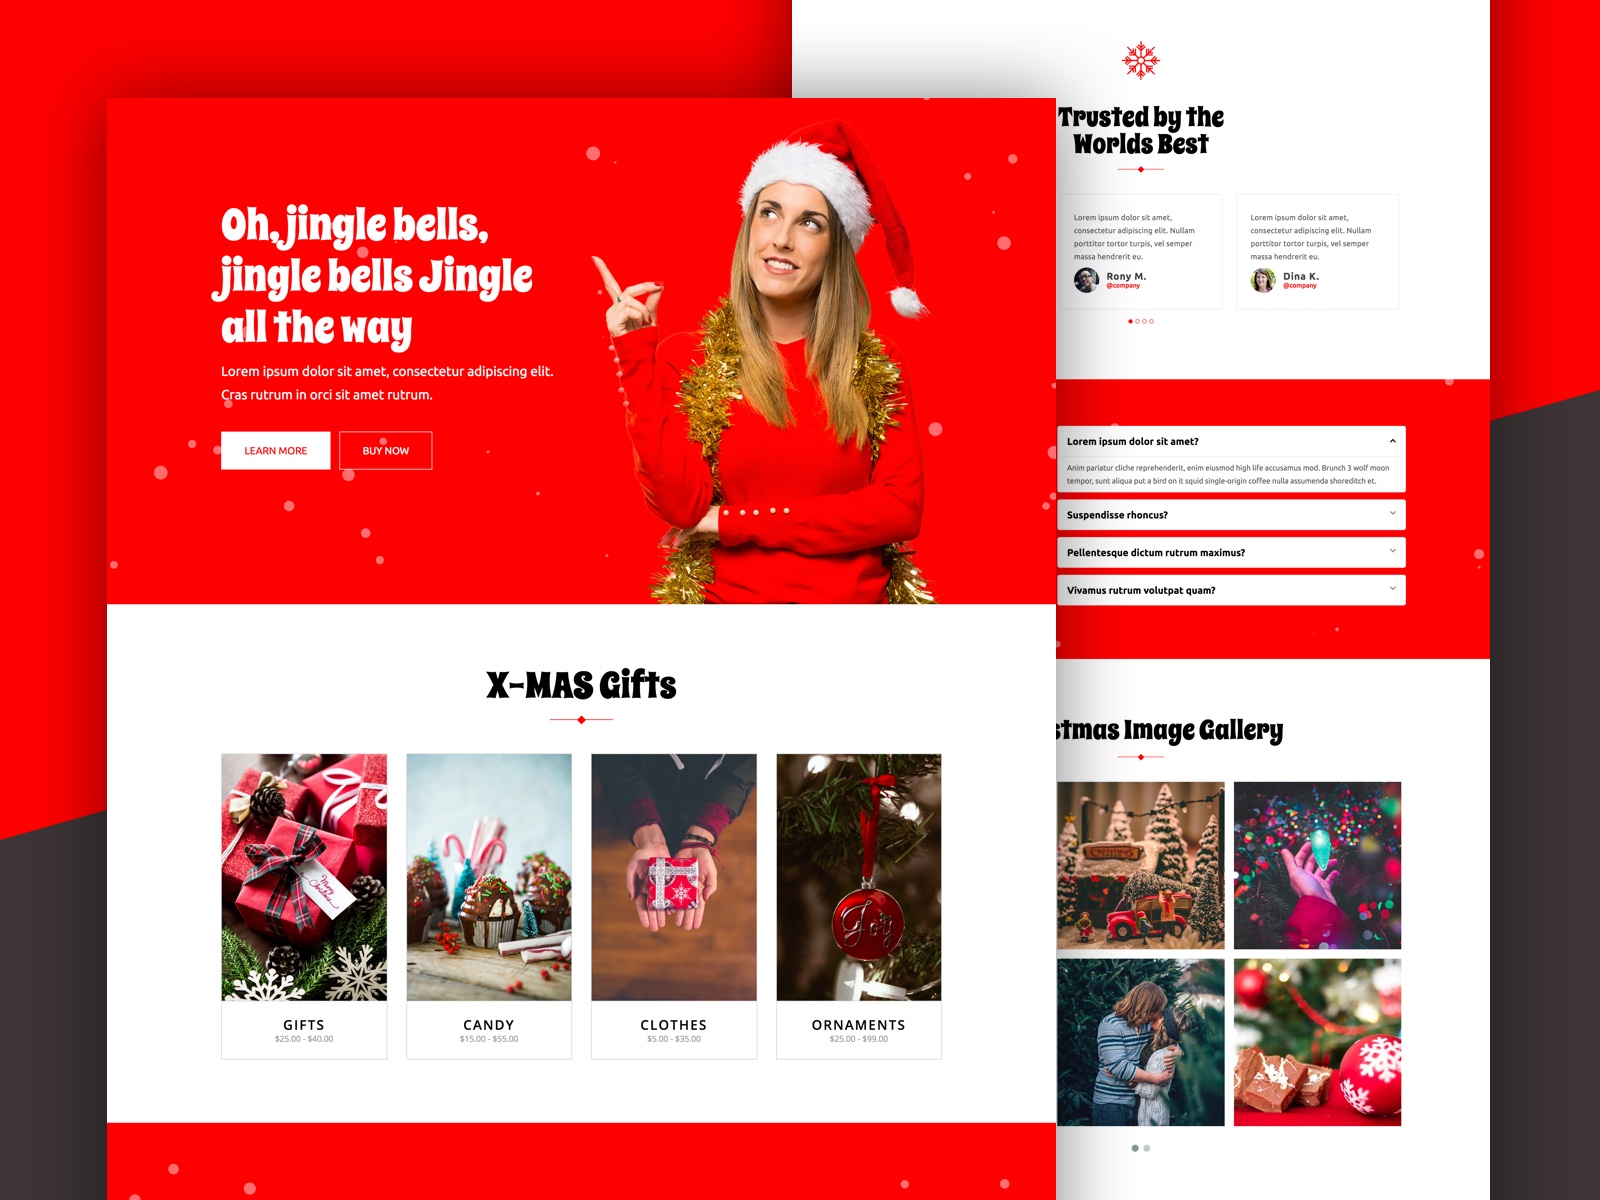 Oh, jingle bells,
jingle bells Jingle
all the way
Lorem ipsum dolor sit amet, consectetur adipiscing elit.
Cras rutrum in orci sit amet rutrum.
LEARN MORE
BUY NOW
X-MAS Gifts
Merry
Christmas
Joy
GIFTS
$25.00 - $40.00
CANDY
$15.00 - $55.00
CLOTHES
$5.00 - $35.00
ORNAMENTS
$25.00 - $99.00
Trusted by the
Worlds Best
Lorem ipsum dolor sit amet,
consectetur adipiscing elit. Nullam
porttitor tortor turpis, vel semper
massa hendrerit eu.
Rony M.
@company
Lorem ipsum dolor sit amet,
consectetur adipiscing elit. Nullam
porttitor tortor turpis, vel semper
massa hendrerit eu.
Dina K.
@company
Lorem ipsum dolor sit amet?
Anim pariatur cliche reprehenderit, enim eiusmod high life accusamus mod. Brunch 3 wolf moon
tempor, sunt aliqua put a bird on it squid single-origin coffee nulla assumenda shoreditch et.
Suspendisse rhoncus?
Pellentesque dictum rutrum maximus?
Vivamus rutrum volutpat quam?
stmas Image Gallery